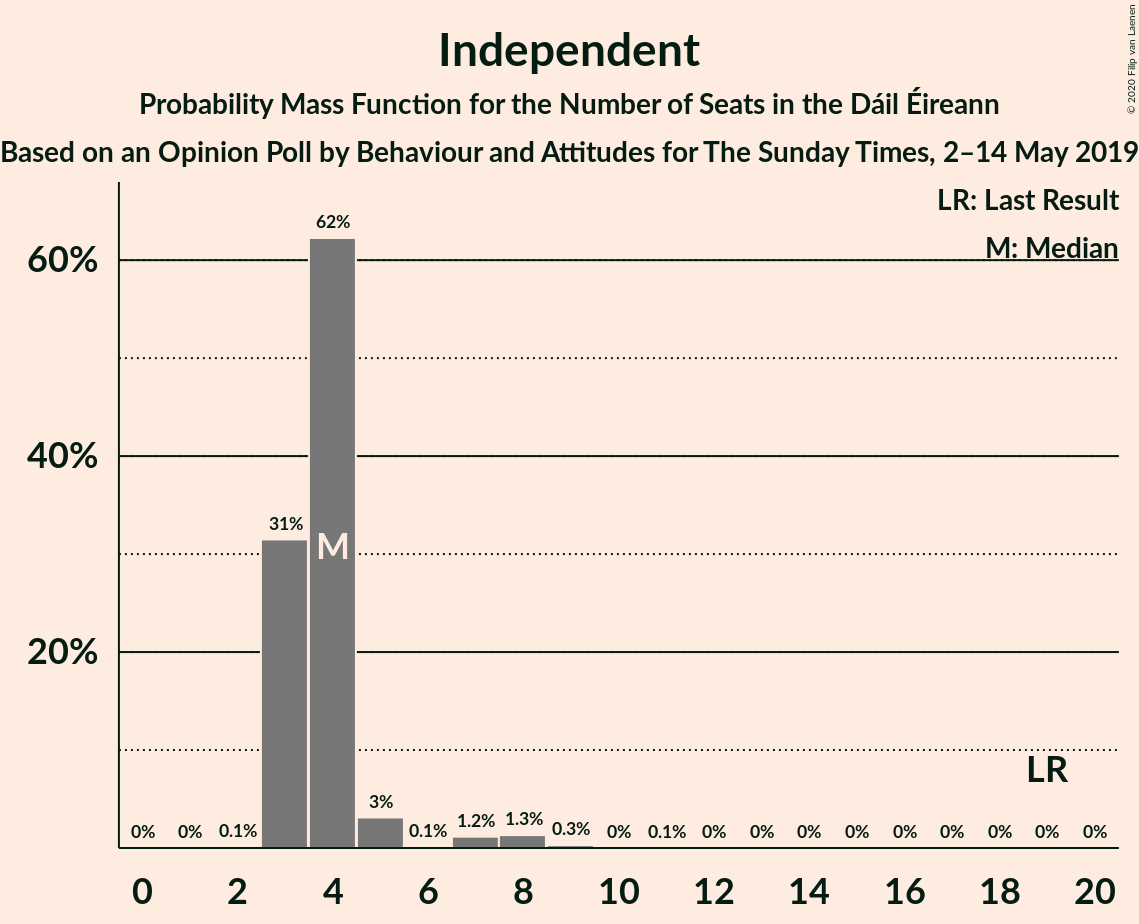 © 2020 Filip van Laenen
Independent
Probability Mass Function for the Number of Seats in the Dáil Éireann
Based on an Opinion Poll by Behaviour and Attitudes for The Sunday Times, 2–14 May 2019
LR: Last Result
M: Median
60%
40%
20%
0% 0% 0.1% 31% 62% 3% 0.1% 1.2% 1.3% 0.3% 0% 0.1% 0% 0% 0% 0% 0% 0% 0% 0% 0%
M
LR
0 2 4 6 8 10 12 14 16 18 20